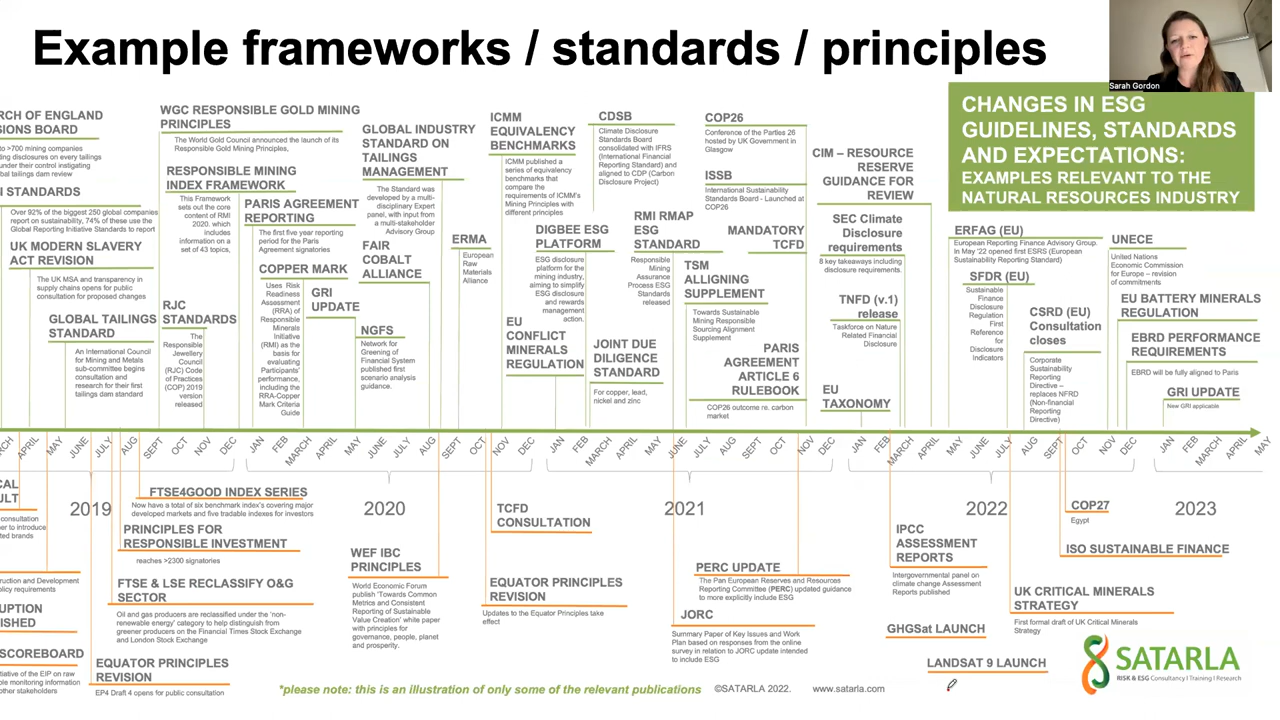 Example frameworks / standards / principles
Sarah Gordon
CHANGES IN ESG
GUIDELINES, STANDARDS
AND EXPECTATIONS:
EXAMPLES RELEVANT TO THE
NATURAL RESOURCES INDUSTRY
RCH OF ENGLAND
SIONS BOARD
to >700 mining companies
ding disclosures on every tailings
under their control instigating
bal tailings dam review
I STANDARDS
Over 92% of the biggest 250 global companies
report on sustainability, 74% of these use the
Global Reporting Initiative Standards to report
UK MODERN SLAVERY
ACT REVISION
The UK MSA and transparency in
supply chains opens for public
consultation for proposed changes
GLOBAL TAILINGS
STANDARD
An International Council
for Mining and Metals
sub-committee begins
consultation and
research for their first
tailings dam standard
WGC RESPONSIBLE GOLD MINING
PRINCIPLES
The World Gold Council announced the launch of its
Responsible Gold Mining Principles,
RESPONSIBLE MINING
INDEX FRAMEWORK
This Framework
sets out the core
content of RMI
2020. which
includes
information on a
set of 43 topics,
RJC
STANDARDS
The
Responsible
Jewellery
Council
(RJC) Code
of Practices
(COP) 2019
version
released
PARIS AGREEMENT
REPORTING
The first five year reporting
period for the Paris
Agreement signatories
COPPER MARK
Uses Risk
Readiness
Assessment
(RRA) of
Responsible
Minerals
Initiative
(RMI) as the
basis for
evaluating
Participants'
performance,
including the
RRA-Copper
Mark Criteria
Guide
GRI
UPDATE
GLOBAL INDUSTRY
STANDARD ON
TAILINGS
MANAGEMENT
The Standard was
developed by a multi-
disciplinary Expert
panel, with input from
a multi-stakeholder
Advisory Group
FAIR
COBALT
ALLIANCE
NGFS
Network for
Greening of
Financial System
published first
scenario analysis
guidance.
ERMA
European
Raw
Materials
Alliance
ICMM
EQUIVALENCY
BENCHMARKS
ICMM published a
series of equivalency
benchmarks that
compare the
requirements of ICMM's
Mining Principles with
different principles
DIGBEE ESG
PLATFORM
ESG disclosure
platform for the
mining industry,
aiming to simplify
ESG disclosure
and rewards
management
action.
EU
CONFLICT
MINERALS
REGULATION
CDSB
Climate Disclosure
Standards Board
consolidated with IFRS
(International Financial
Reporting Standard) and
aligned to CDP (Carbon
Disclosure Project)
RMI RMAP
ESG
STANDARD
Responsible
Mining
Assurance
Process ESG
Standards
released
JOINT DUE
DILIGENCE
STANDARD
For copper, lead,
nickel and zinc
COP26
Conference of the Parties 26
hosted by UK Government in
Glasgow
ISSB
International Sustainability
Standards Board - Launched at
COP26
MANDATORY
TCFD
TSM
ALLIGNING
SUPPLEMENT
Towards Sustainable
Mining Responsible
Sourcing Alignment
Supplement
PARIS
AGREEMENT
ARTICLE 6
RULEBOOK
COP26 outcome re. carbon
market
CIM – RESOURCE
RESERVE
GUIDANCE FOR
REVIEW
SEC Climate
Disclosure
requirements
8 key takeaways including
disclosure requirements.
TNFD (v.1)
release
Taskforce on Nature
Related Financial
Disclosure
EU
TAXONOMY
ERFAG (EU)
European Reporting Finance Advisory Group.
In May '22 opened first ESRS (European
Sustainability Reporting Standard)
SFDR (EU)
Sustainable
Finance
Disclosure
Regulation
First
Reference
for
Disclosure
Indicators
CSRD (EU)
Consultation
closes
Corporate
Sustainability
Reporting
Directive –
replaces NFRD
(Non-financial
Reporting
Directive)
UNECE
United Nations
Economic Commission
for Europe – revision
of commitments
EU BATTERY MINERALS
REGULATION
EBRD PERFORMANCE
REQUIREMENTS
EBRD will be fully aligned to Paris
GRI UPDATE
New GRI applicable
RCH APRIL MAY JUNE JULY AUG SEPT OCT NOV DEC JAN FEB MARCH APRIL MAY JUNE JULY AUG SEPT OCT NOV DEC JAN FEB MARCH APRIL MAY JUNE JULY AUG SEPT OCT NOV DEC JAN FEB MARCH APRIL MAY JUNE JULY AUG SEPT OCT NOV DEC JAN FEB MARCH APRIL MAY
2019 2020 2021 2022 2023
CAL
ULT
consultation
er to introduce
ted brands
ruction and Development
olicy requirements
UPTION
ISHED
SCOREBOARD
itiative of the EIP on raw
ble monitoring information
other stakeholders
FTSE4GOOD INDEX SERIES
Now have a total of six benchmark index's covering major
developed markets and five tradable indexes for investors
PRINCIPLES FOR
RESPONSIBLE INVESTMENT
reaches >2300 signatories
FTSE & LSE RECLASSIFY O&G
SECTOR
Oil and gas producers are reclassified under the 'non-
renewable energy' category to help distinguish from
greener producers on the Financial Times Stock Exchange
and London Stock Exchange
EQUATOR PRINCIPLES
REVISION
EP4 Draft 4 opens for public consultation
WEF IBC
PRINCIPLES
World Economic Forum
publish 'Towards Common
Metrics and Consistent
Reporting of Sustainable
Value Creation' white paper
with principles for
governance, people, planet
and prosperity.
TCFD
CONSULTATION
EQUATOR PRINCIPLES
REVISION
Updates to the Equator Principles take
effect
PERC UPDATE
The Pan European Reserves and Resources
Reporting Committee (PERC) updated guidance
to more explicitly include ESG
JORC
Summary Paper of Key Issues and Work
Plan based on responses from the online
survey in relation to JORC update intended
to include ESG
IPCC
ASSESSMENT
REPORTS
Intergovernmental panel on
climate change Assessment
Reports published
GHGSat LAUNCH
LANDSAT 9 LAUNCH
COP27
Egypt
ISO SUSTAINABLE FINANCE
UK CRITICAL MINERALS
STRATEGY
First formal draft of UK Critical Minerals
Strategy
*please note: this is an illustration of only some of the relevant publications
©SATARLA 2022.
www.satarla.com
SATARLA
RISK & ESG Consultancy | Training | Research